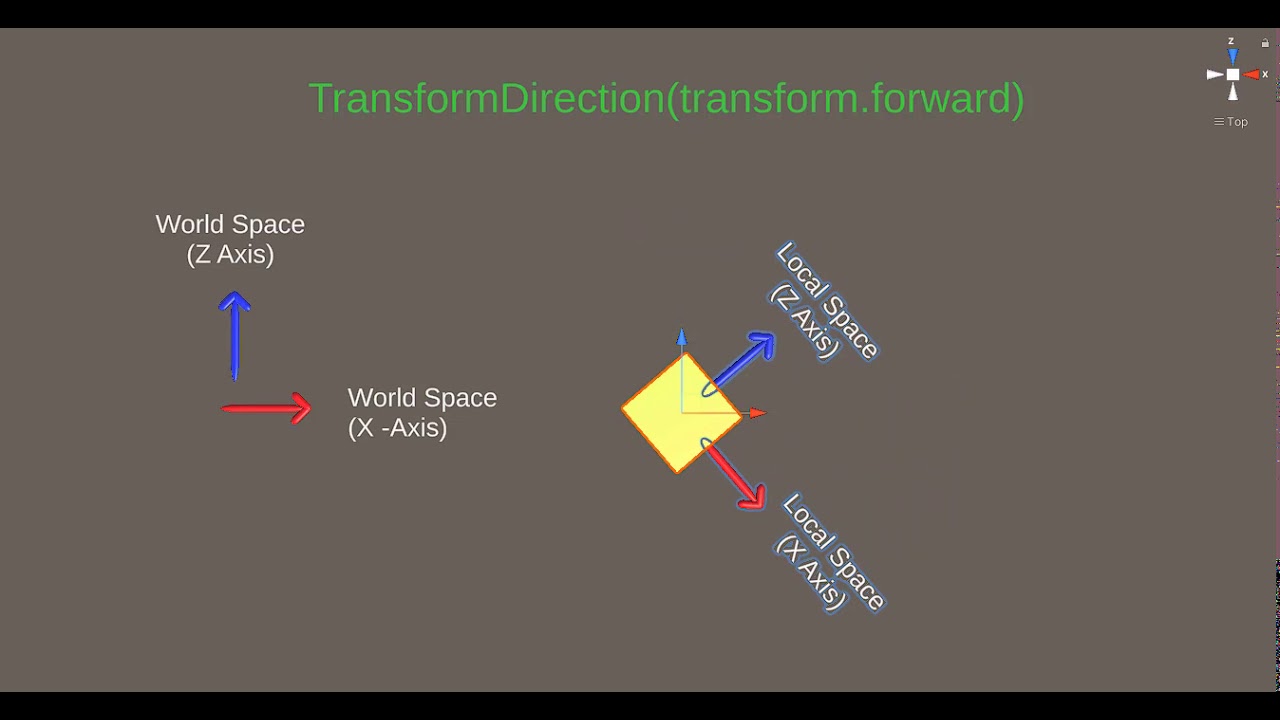 TransformDirection(transform.forward)
z
x
Top
World Space
(Z Axis)
World Space
(X -Axis)
Local Space
(Z Axis)
Local Space
(X Axis)